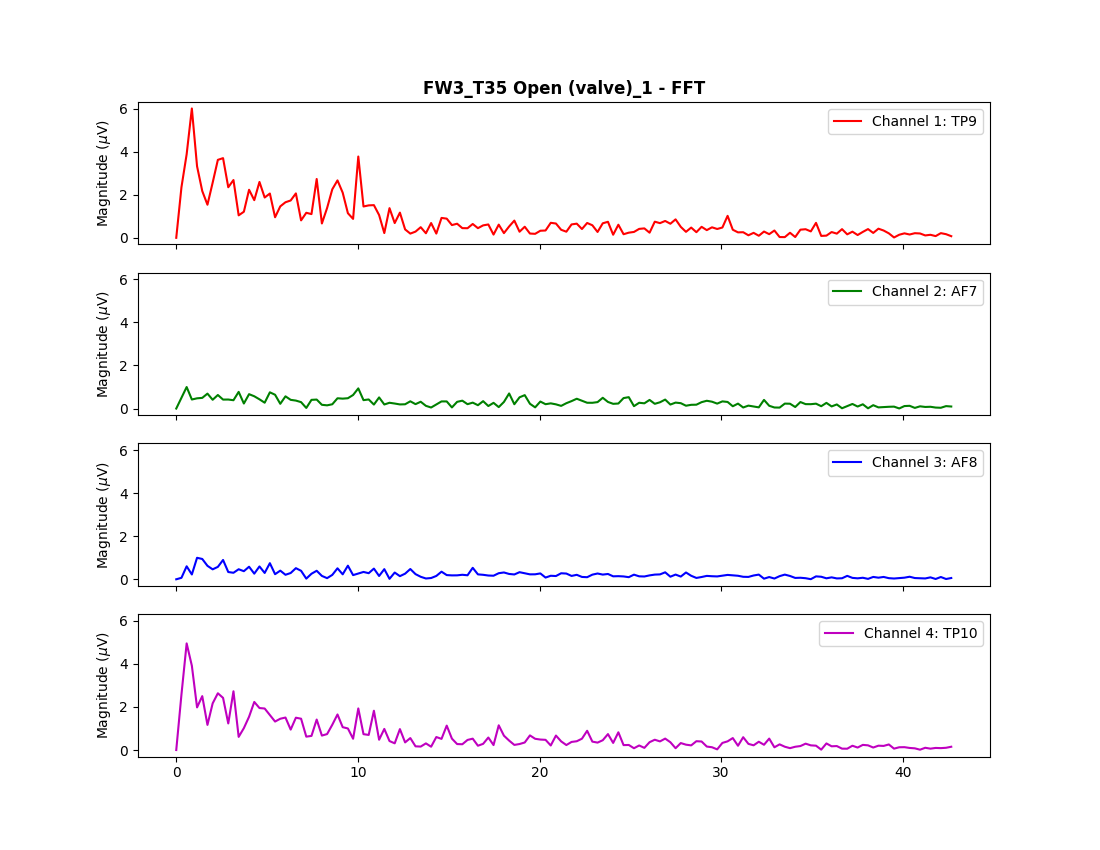 FW3_T35 Open (valve)_1 - FFT
Magnitude (μV)
6
4
2
0
Channel 1: TP9
Magnitude (μV)
6
4
2
0
Channel 2: AF7
Magnitude (μV)
6
4
2
0
Channel 3: AF8
Magnitude (μV)
6
4
2
0
Channel 4: TP10
0 10 20 30 40